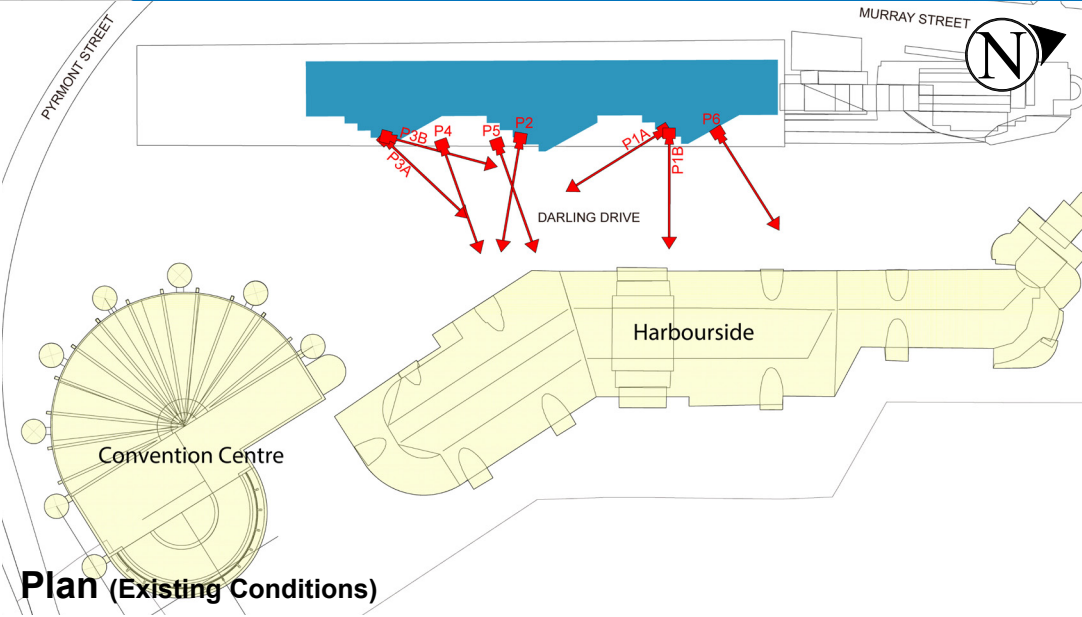 PYRMONT STREET
MURRAY STREET
N
P3B
P4
P5
P2
P1A
P1B
P6
P3A
DARLING DRIVE
Harbourside
Convention Centre
Plan (Existing Conditions)